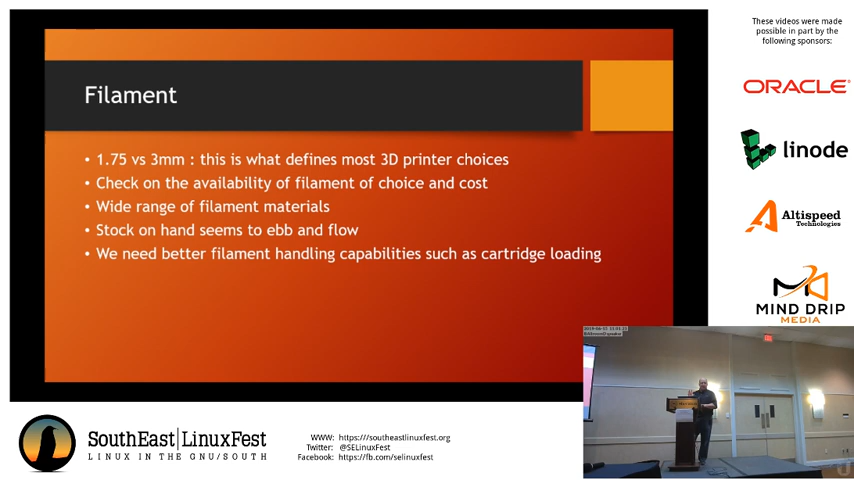 These videos were made
possible in part by the
following sponsors:
ORACLE®
linode
Altispeed
Technologies
MIND DRIP
MEDIA
Filament
• 1.75 vs 3mm : this is what defines most 3D printer choices
• Check on the availability of filament of choice and cost
• Wide range of filament materials
• Stock on hand seems to ebb and flow
• We need better filament handling capabilities such as cartridge loading
SouthEast|LinuxFest
LINUX IN THE GNU/SOUTH
WWW: https://southeastlinuxfest.org
Twitter: @SELinuxFest
Facebook: https://fb.com/selinuxfest